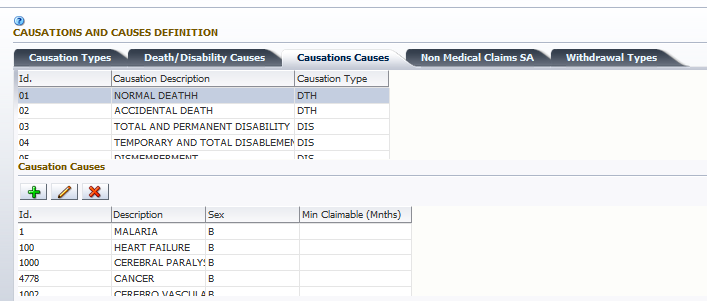 ?
CAUSATIONS AND CAUSES DEFINITION
Causation Types Death/Disability Causes Causations Causes Non Medical Claims SA Withdrawal Types
Id. Causation Description Causation Type
01 NORMAL DEATHH DTH
02 ACCIDENTAL DEATH DTH
03 TOTAL AND PERMANENT DISABILITY DIS
04 TEMPORARY AND TOTAL DISABLEMEN DIS
05 DISMEMBERMENT DIS
Causation Causes
Id. Description Sex Min Claimable (Mnths)
1 MALARIA B
100 HEART FAILURE B
1000 CEREBRAL PARALYS B
4778 CANCER B
1002 CEREBRO VASCULA B